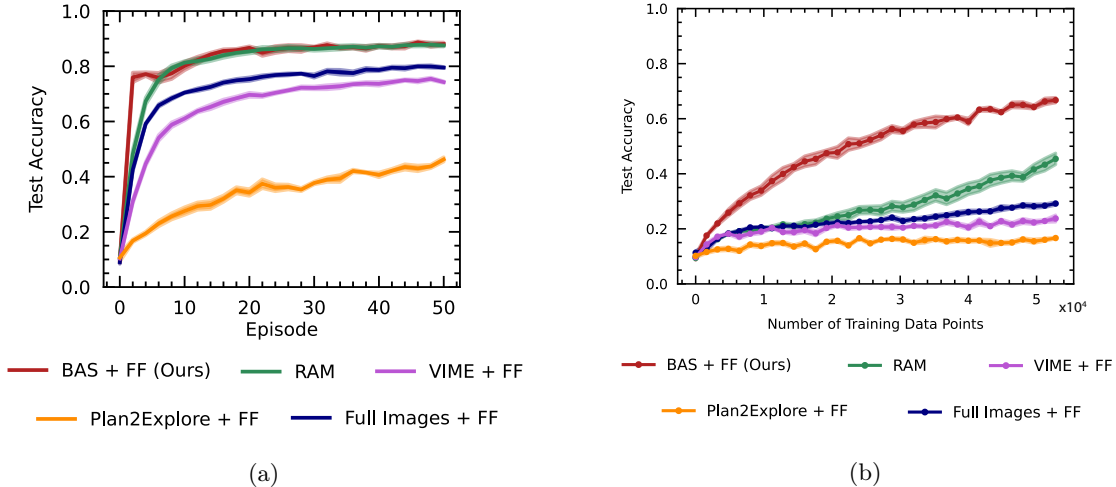 1.0
0.8
0.6
0.4
0.2
0.0
Test Accuracy
0 10 20 30 40 50
Episode
BAS + FF (Ours) RAM VIME + FF
Plan2Explore + FF Full Images + FF
(a)
1.0
0.8
0.6
0.4
0.2
0.0
Test Accuracy
0 1 2 3 4 5
×10⁴
Number of Training Data Points
BAS + FF (Ours) RAM VIME + FF
Plan2Explore + FF Full Images + FF
(b)